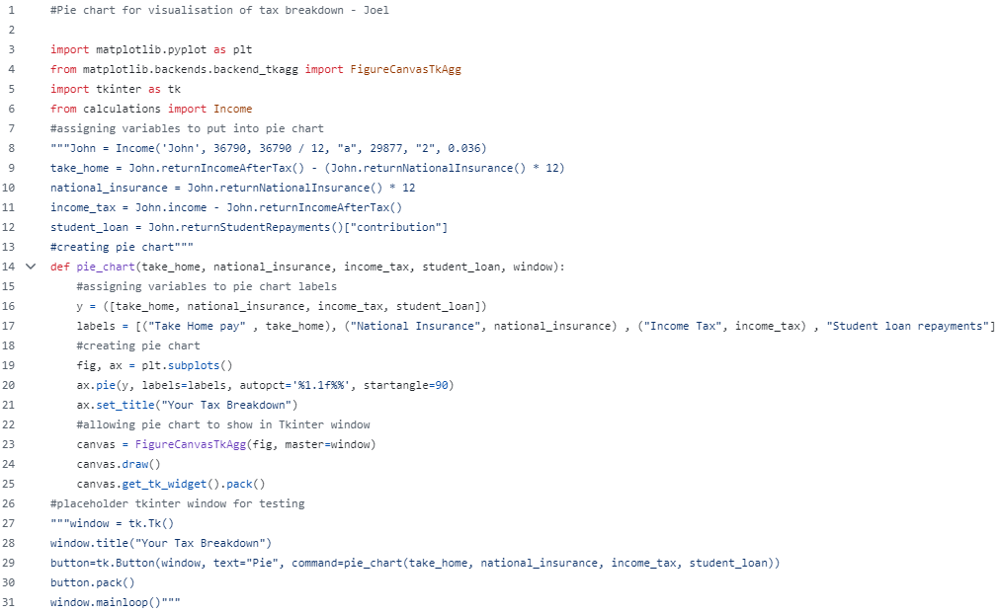 1 #Pie chart for visualisation of tax breakdown - Joel
2
3 import matplotlib.pyplot as plt
4 from matplotlib.backends.backend_tkagg import FigureCanvasTkAgg
5 import tkinter as tk
6 from calculations import Income
7 #assigning variables to put into pie chart
8 """John = Income('John', 36790, 36790 / 12, "a", 29877, "2", 0.036)
9 take_home = John.returnIncomeAfterTax() - (John.returnNationalInsurance() * 12)
10 national_insurance = John.returnNationalInsurance() * 12
11 income_tax = John.income - John.returnIncomeAfterTax()
12 student_loan = John.returnStudentRepayments()["contribution"]
13 #creating pie chart"""
14 def pie_chart(take_home, national_insurance, income_tax, student_loan, window):
15     #assigning variables to pie chart labels
16     y = ([take_home, national_insurance, income_tax, student_loan])
17     labels = [("Take Home pay" , take_home), ("National Insurance", national_insurance) , ("Income Tax", income_tax) , "Student loan repayments"]
18     #creating pie chart
19     fig, ax = plt.subplots()
20     ax.pie(y, labels=labels, autopct='%1.1f%%', startangle=90)
21     ax.set_title("Your Tax Breakdown")
22     #allowing pie chart to show in Tkinter window
23     canvas = FigureCanvasTkAgg(fig, master=window)
24     canvas.draw()
25     canvas.get_tk_widget().pack()
26 #placeholder tkinter window for testing
27 """window = tk.Tk()
28 window.title("Your Tax Breakdown")
29 button=tk.Button(window, text="Pie", command=pie_chart(take_home, national_insurance, income_tax, student_loan))
30 button.pack()
31 window.mainloop()"""